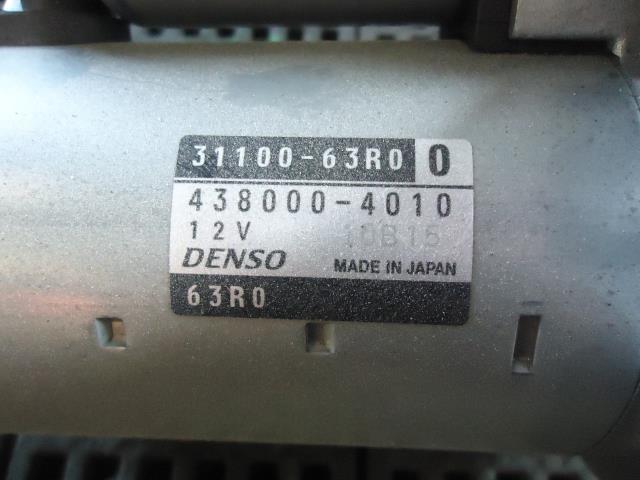 31100-63R0 0
438000-4010
12V
DENSO MADE IN JAPAN
63R0